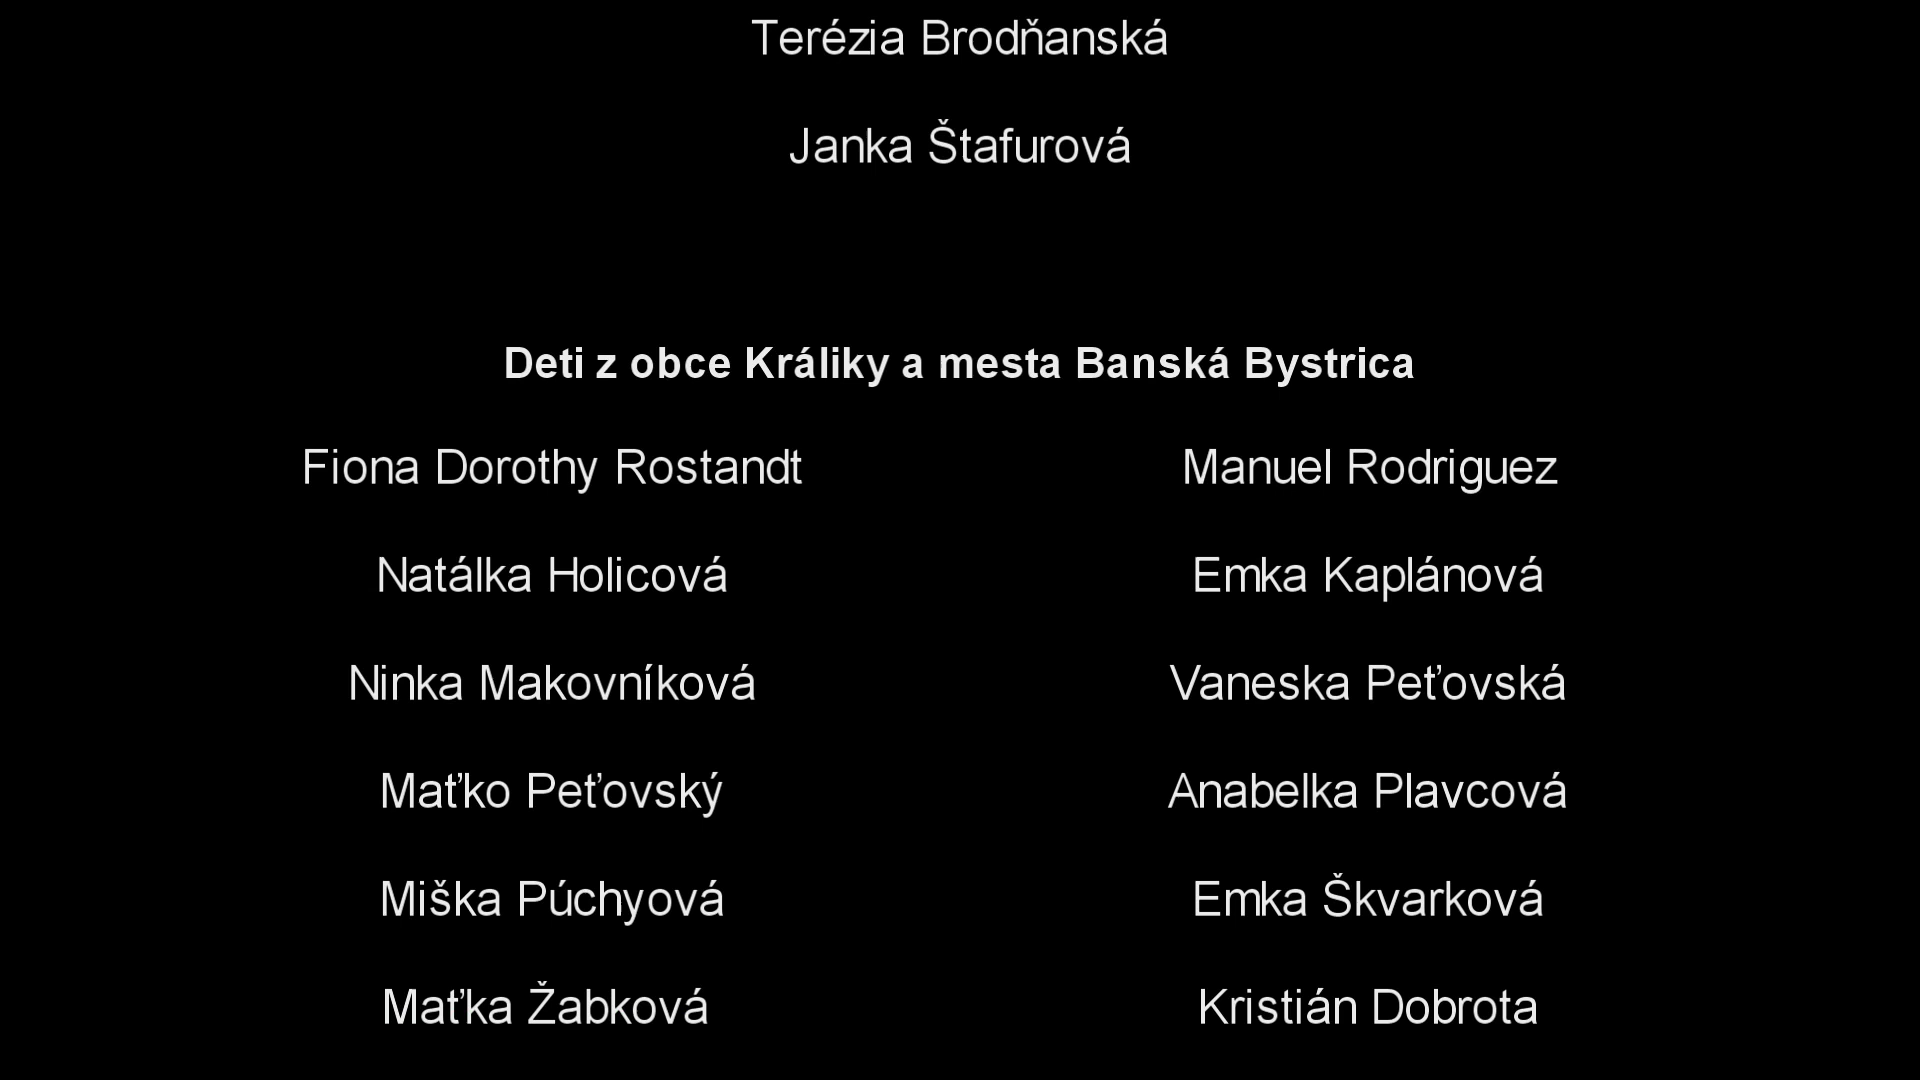 Terézia Brodňanská
Janka Štafurová
Deti z obce Králiky a mesta Banská Bystrica
Fiona Dorothy Rostandt
Manuel Rodriguez
Natálka Holicová
Emka Kaplánová
Ninka Makovníková
Vaneska Peťovská
Maťko Peťovský
Anabelka Plavcová
Miška Púchyová
Emka Škvarková
Maťka Žabková
Kristián Dobrota